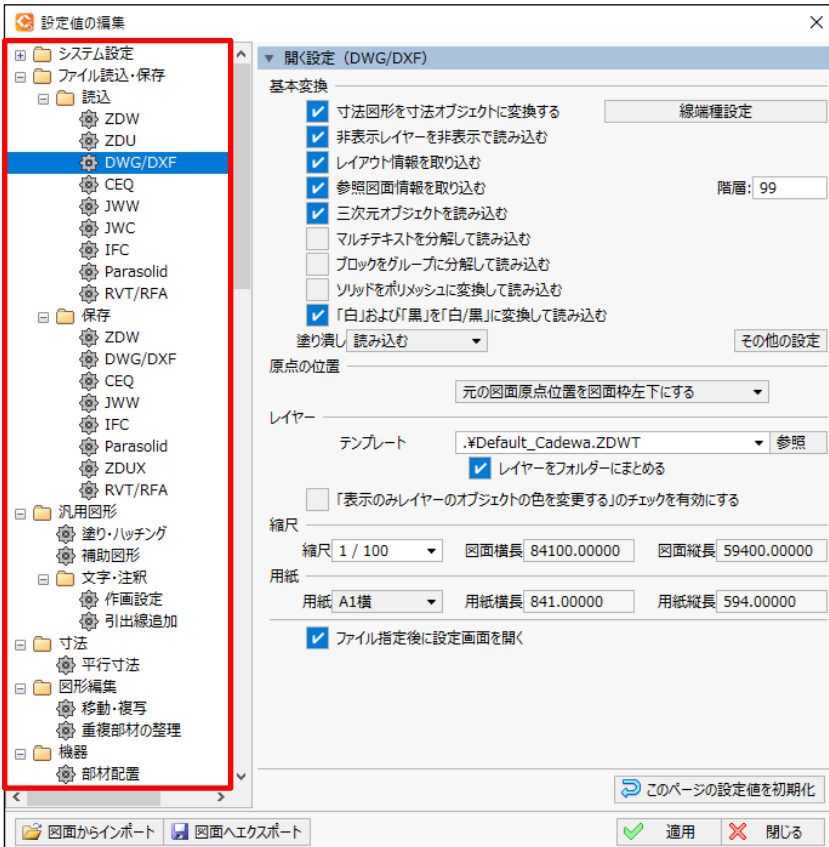 設定値の編集
システム設定
ファイル読込・保存
読込
ZDW
ZDU
DWG/DXF
CEQ
JWW
JWC
IFC
Parasolid
RVT/RFA
保存
ZDW
DWG/DXF
CEQ
JWW
IFC
Parasolid
ZDUX
RVT/RFA
汎用図形
塗り・ハッチング
補助図形
文字・注釈
作画設定
引出線追加
寸法
平行寸法
図形編集
移動・複写
重複部材の整理
機器
部材配置
開く設定（DWG/DXF）
基本変換
寸法図形を寸法オブジェクトに変換する 線端種設定
非表示レイヤーを非表示で読み込む
レイアウト情報を取り込む
参照図面情報を取り込む 階層: 99
三次元オブジェクトを読み込む
マルチテキストを分解して読み込む
ブロックをグループに分解して読み込む
ソリッドをポリメッシュに変換して読み込む
「白」および「黒」を「白/黒」に変換して読み込む
塗り潰し 読み込む その他の設定
原点の位置
元の図面原点位置を図面枠左下にする
レイヤー
テンプレート .¥Default_Cadewa.ZDWT 参照
レイヤーをフォルダーにまとめる
「表示のみレイヤーのオブジェクトの色を変更する」のチェックを有効にする
縮尺
縮尺 1 / 100 図面横長 84100.00000 図面縦長 59400.00000
用紙
用紙 A1横 用紙横長 841.00000 用紙縦長 594.00000
ファイル指定後に設定画面を開く
このページの設定値を初期化
図面からインポート 図面へエクスポート 適用 閉じる